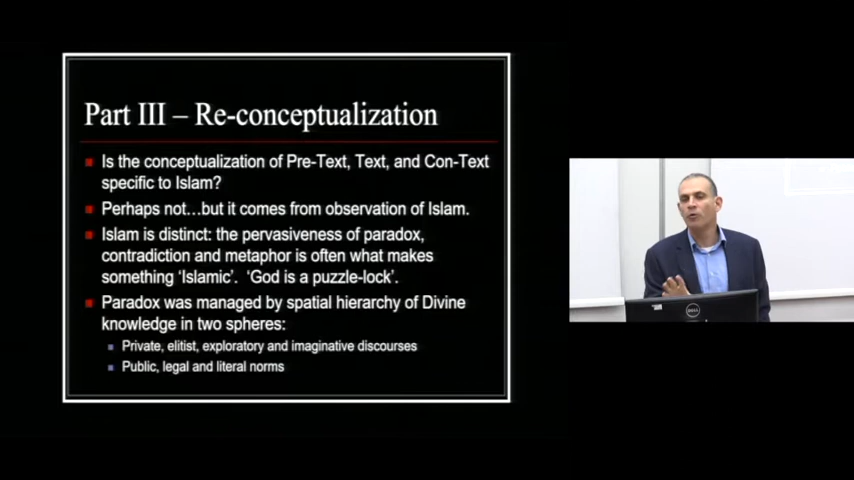 Part III – Re-conceptualization
Is the conceptualization of Pre-Text, Text, and Con-Text
specific to Islam?
Perhaps not...but it comes from observation of Islam.
Islam is distinct: the pervasiveness of paradox,
contradiction and metaphor is often what makes
something 'Islamic'. 'God is a puzzle-lock'.
Paradox was managed by spatial hierarchy of Divine
knowledge in two spheres:
Private, elitist, exploratory and imaginative discourses
Public, legal and literal norms
DELL